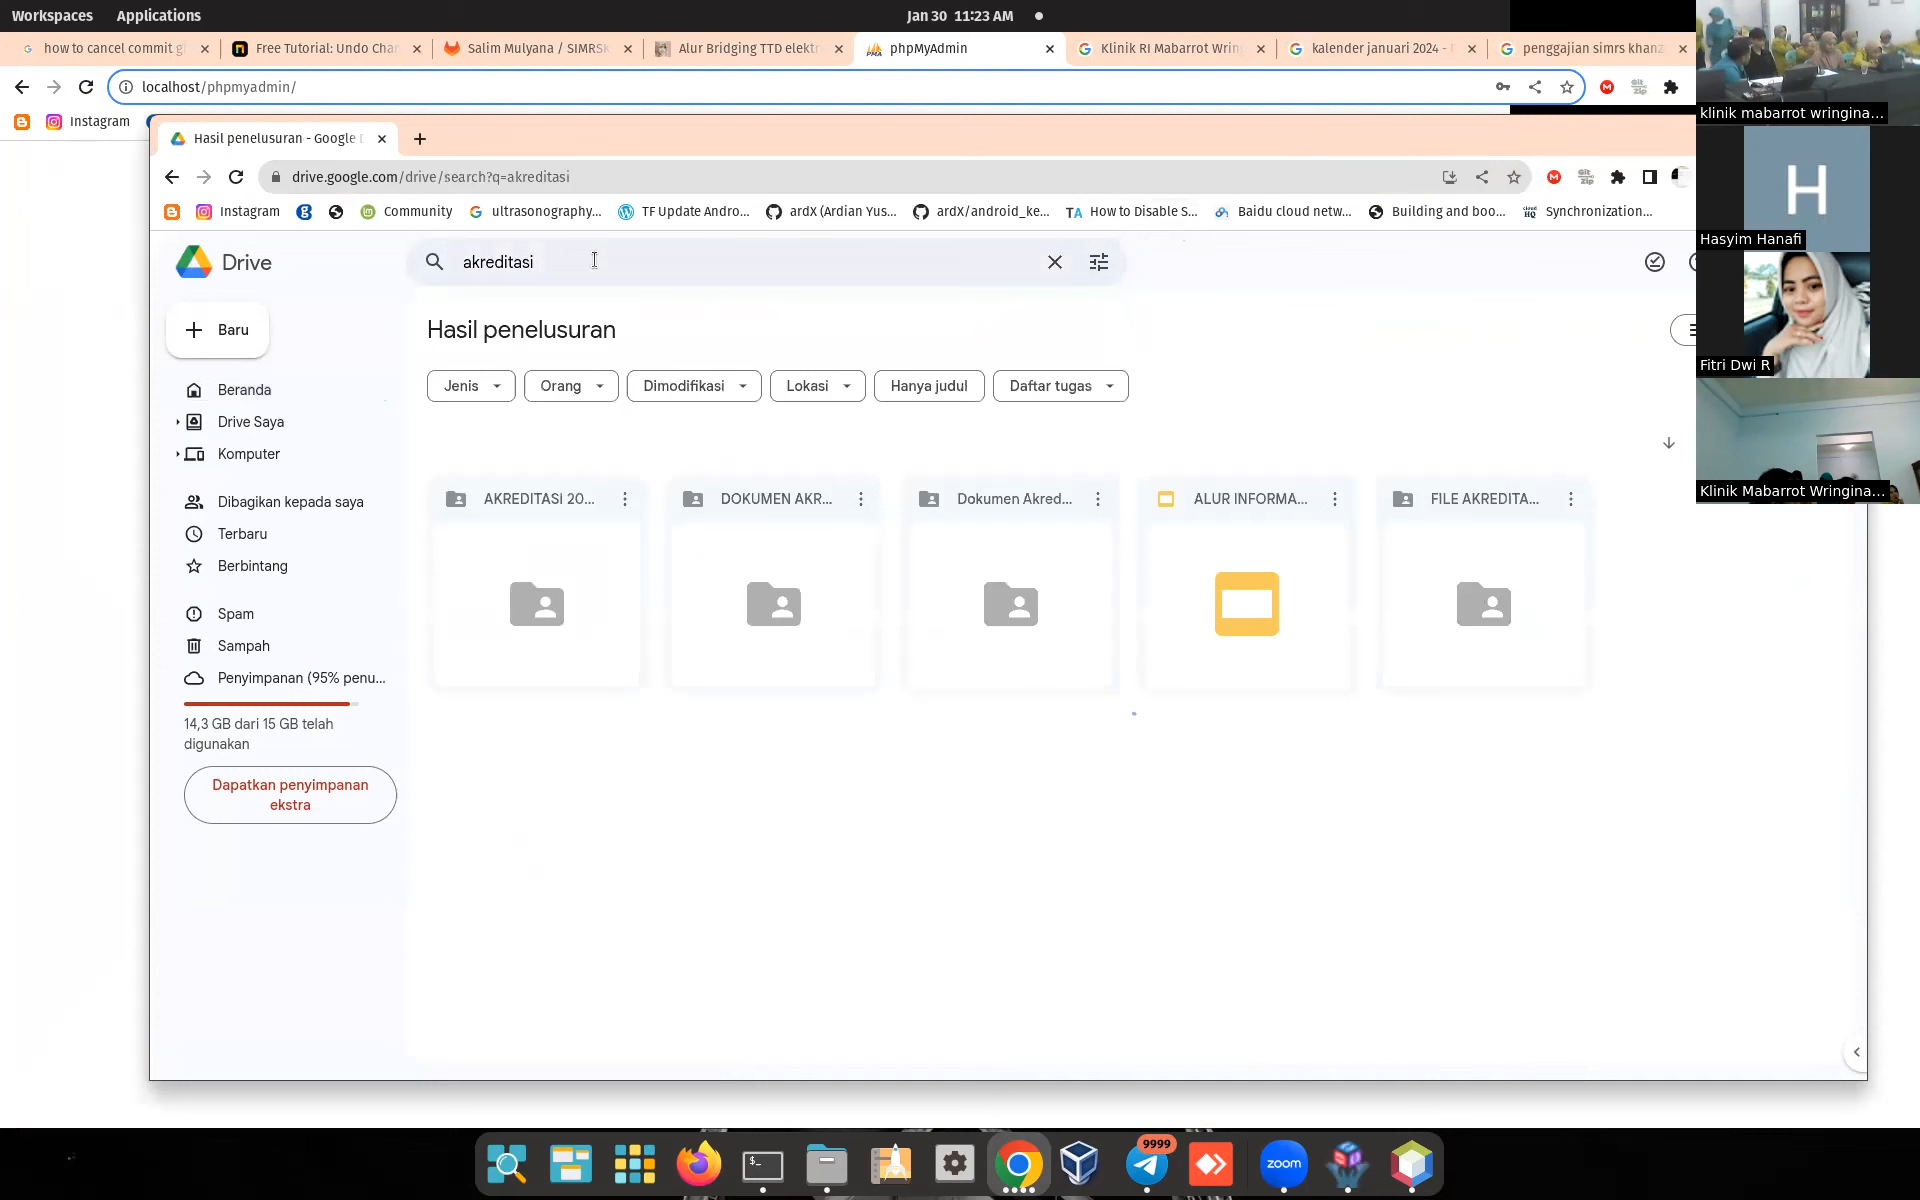 Workspaces
Applications
Jan 30 11:23 AM
how to cancel commit gi
Free Tutorial: Undo Chan
Salim Mulyana / SIMRSK
Alur Bridging TTD elektr
phpMyAdmin
Klinik RI Mabarrot Wrin
kalender januari 2024 -
penggajian simrs khanz
localhost/phpmyadmin/
Instagram
Hasil penelusuran - Google
drive.google.com/drive/search?q=akreditasi
Instagram
Community
ultrasonography...
TF Update Andro...
ardX (Ardian Yus...
ardX/android_ke...
TA How to Disable S...
Baidu cloud netw...
Building and boo...
Synchronization...
Drive
akreditasi
Baru
Hasil penelusuran
Jenis
Orang
Dimodifikasi
Lokasi
Hanya judul
Daftar tugas
Beranda
Drive Saya
Komputer
Dibagikan kepada saya
Terbaru
Berbintang
Spam
Sampah
Penyimpanan (95% penu...
14,3 GB dari 15 GB telah
digunakan
Dapatkan penyimpanan
ekstra
AKREDITASI 20...
DOKUMEN AKR...
Dokumen Akred...
ALUR INFORMA...
FILE AKREDITA...
klinik mabarrot wringina...
H
Hasyim Hanafi
Fitri Dwi R
Klinik Mabarrot Wringina...
9999
zoom